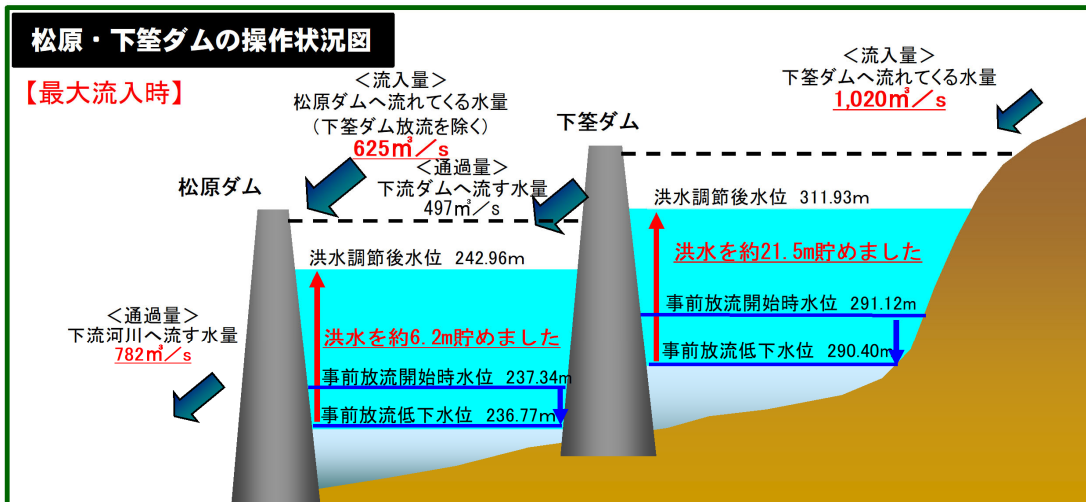 松原・下筌ダムの操作状況図
【最大流入時】
＜流入量＞
松原ダムへ流れてくる水量
（下筌ダム放流を除く）
625㎥／s
＜流入量＞
下筌ダムへ流れてくる水量
1,020㎥／s
下筌ダム
＜通過量＞
下流ダムへ流す水量
497㎥／s
松原ダム
洪水調節後水位 311.93m
洪水を約21.5m貯めました
事前放流開始時水位 291.12m
事前放流低下水位 290.40m
洪水調節後水位 242.96m
洪水を約6.2m貯めました
事前放流開始時水位 237.34m
事前放流低下水位 236.77m
＜通過量＞
下流河川へ流す水量
782㎥／s